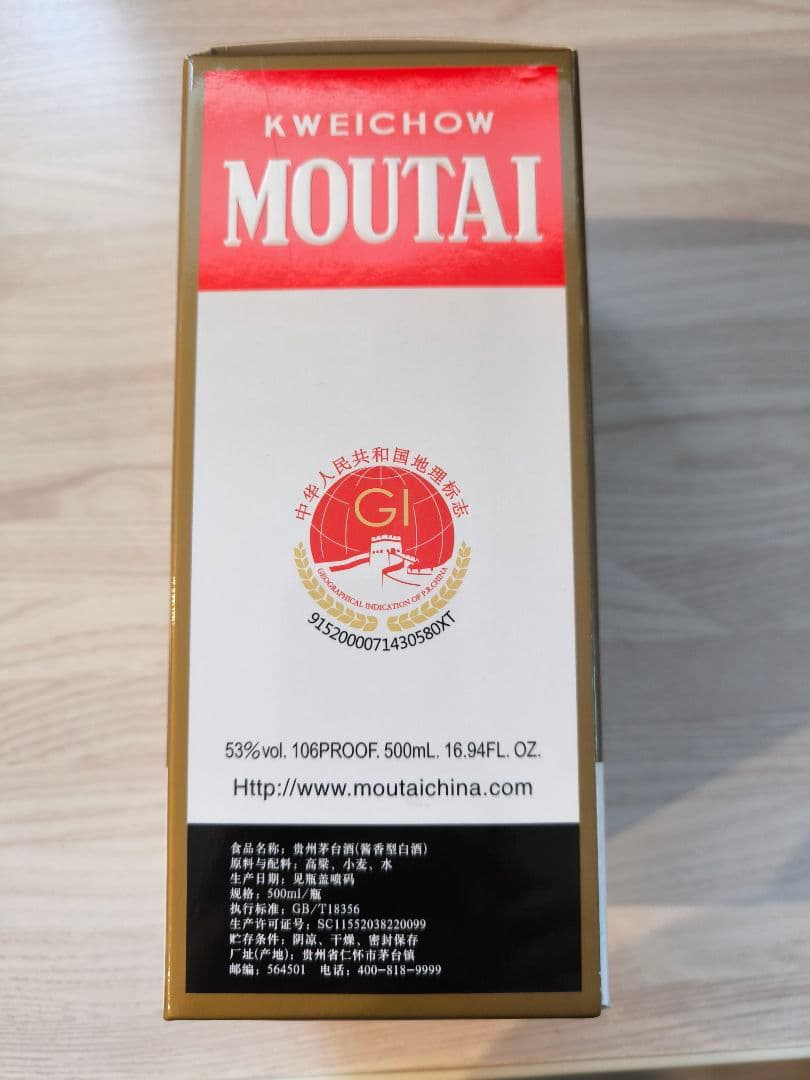 KWEICHOW
MOUTAI
中华人民共和国地理标志
GI
GEOGRAPHICAL INDICATION OF P.R.CHINA
91520000714305​80XT
53%vol. 106PROOF. 500mL. 16.94FL. OZ.
Http://www.moutaichina.com
食品名称：贵州茅台酒(酱香型白酒)
原料与配料：高粱、小麦、水
生产日期：见瓶盖喷码
规格：500ml/瓶
执行标准：GB/T18356
生产许可证号：SC11552038220099
贮存条件：阴凉、干燥、密封保存
厂址(产地)：贵州省仁怀市茅台镇
邮编：564501 电话：400-818-9999